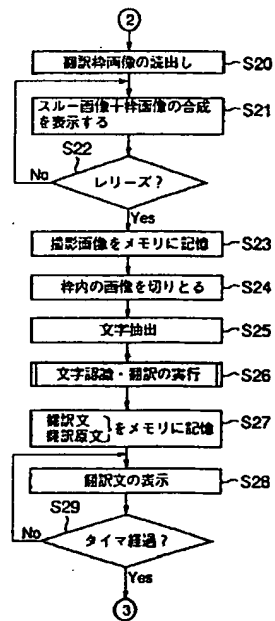 2
翻訳枠画像の読出し
S20
スルー画像+枠画像の合成
を表示する
S21
S22
レリーズ?
No
Yes
撮影画像をメモリに記憶
S23
枠内の画像を切りとる
S24
文字抽出
S25
文字認識・翻訳の実行
S26
翻訳文
翻訳原文
}をメモリに記憶
S27
翻訳文の表示
S28
S29
タイマ経過?
No
Yes
3